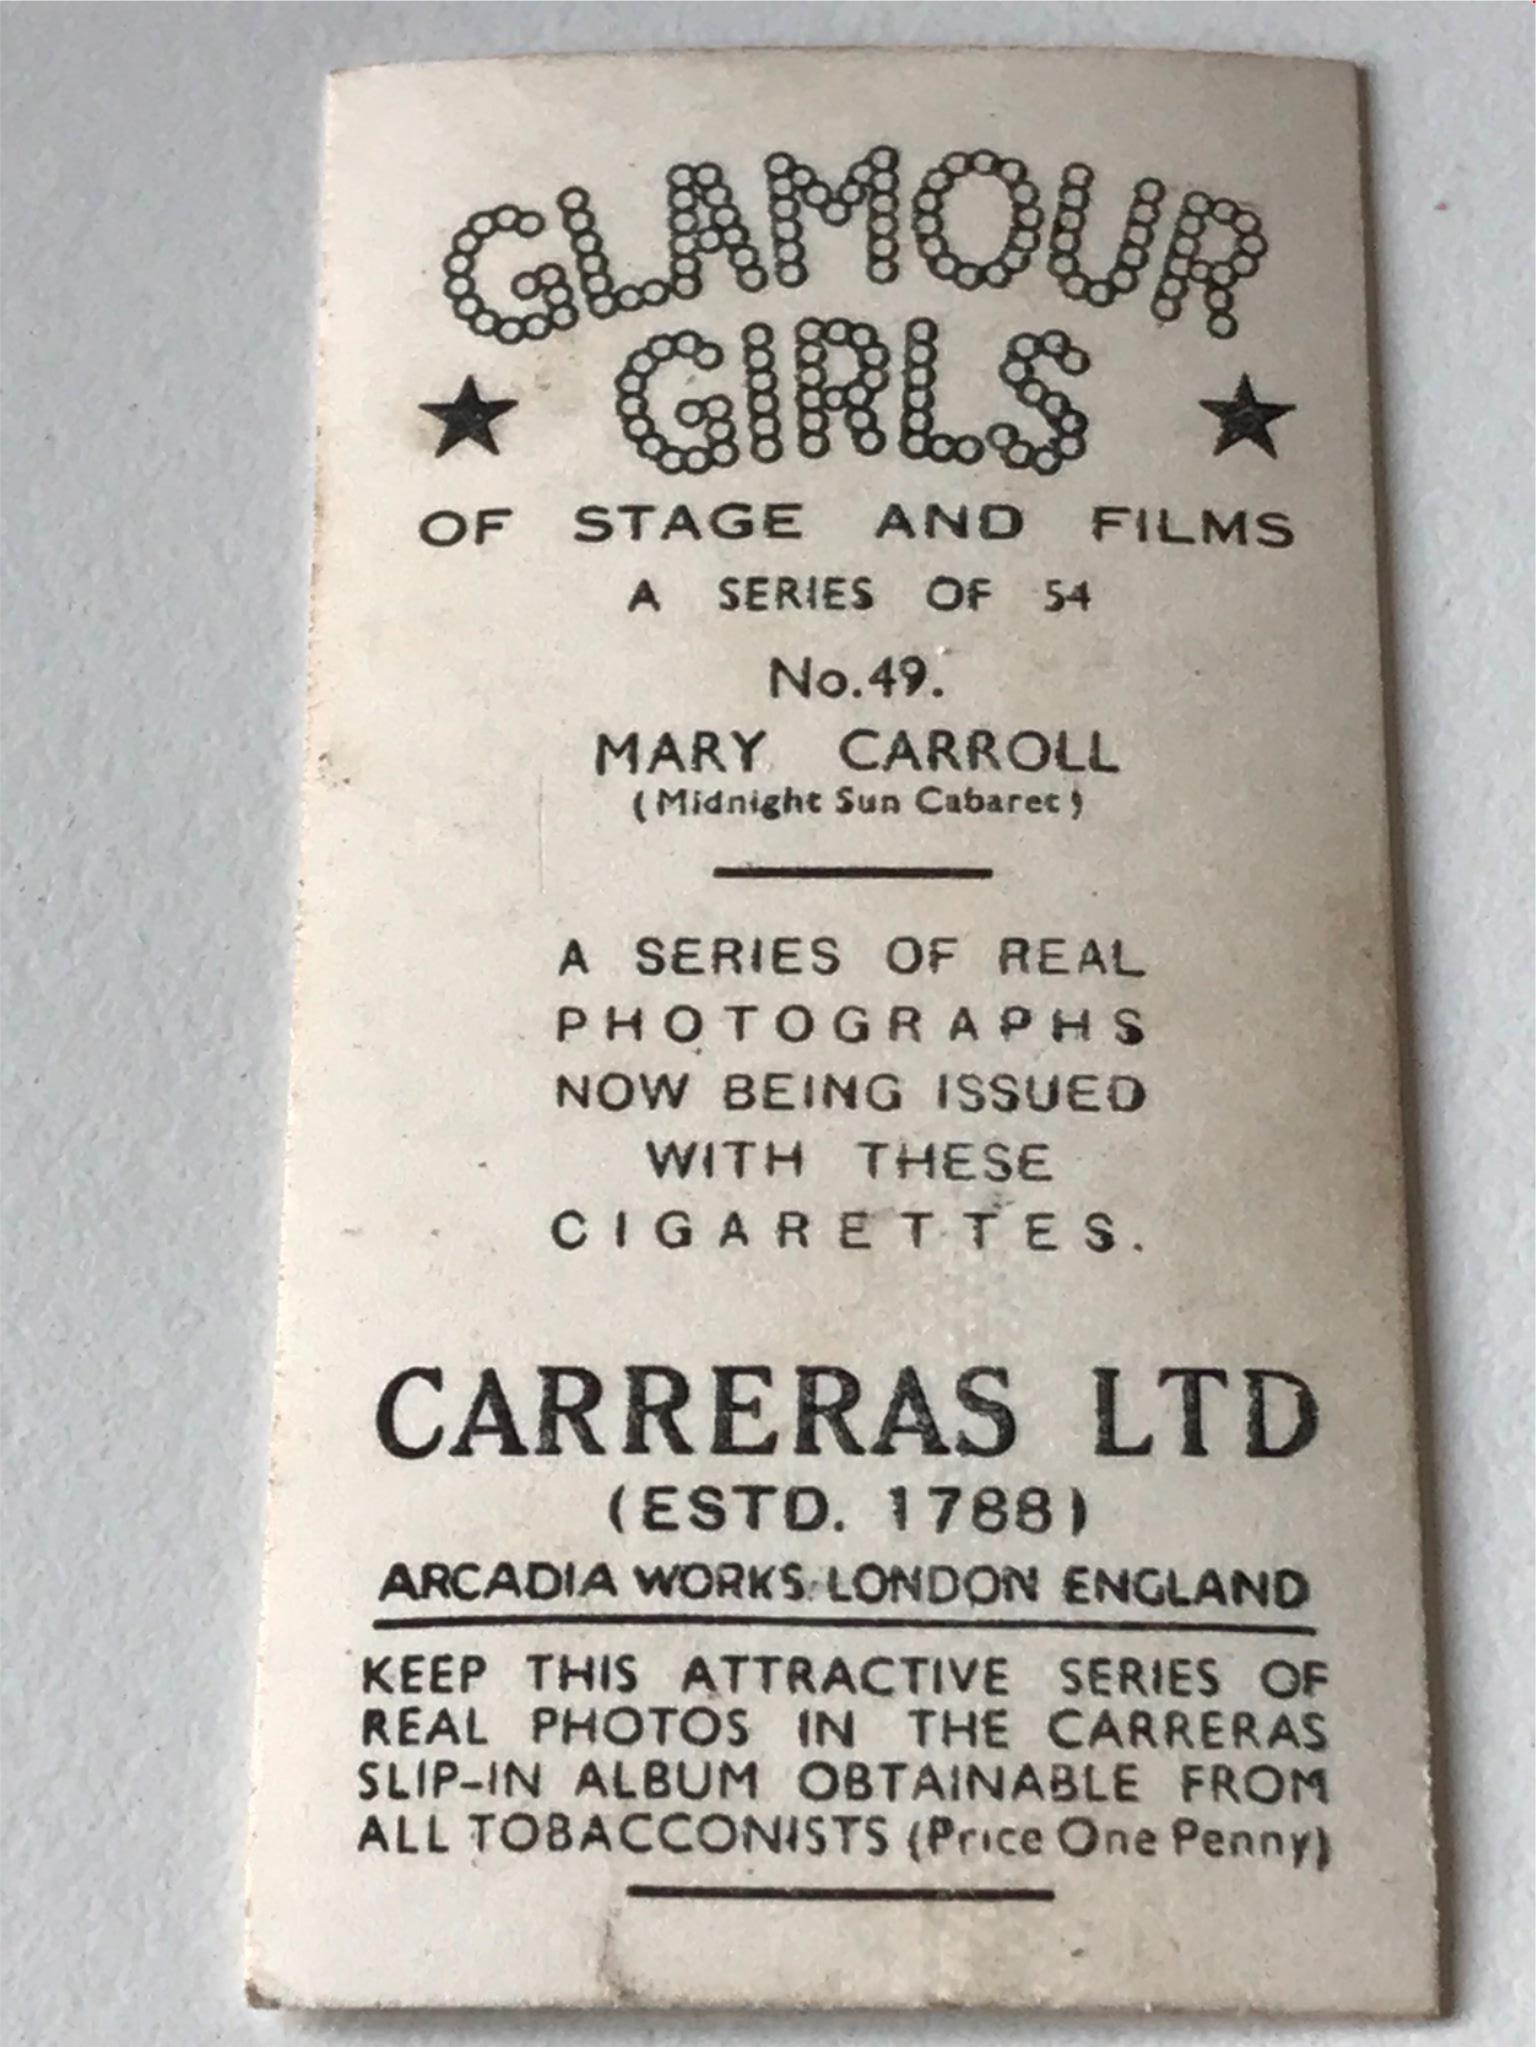 GLAMOUR
GIRLS
OF STAGE AND FILMS
A SERIES OF 54
No.49.
MARY CARROLL
(Midnight Sun Cabaret)
A SERIES OF REAL
PHOTOGRAPHS
NOW BEING ISSUED
WITH THESE
CIGARETTES.
CARRERAS LTD
(ESTD. 1788)
ARCADIA WORKS. LONDON ENGLAND
KEEP THIS ATTRACTIVE SERIES OF
REAL PHOTOS IN THE CARRERAS
SLIP-IN ALBUM OBTAINABLE FROM
ALL TOBACCONISTS (Price One Penny)